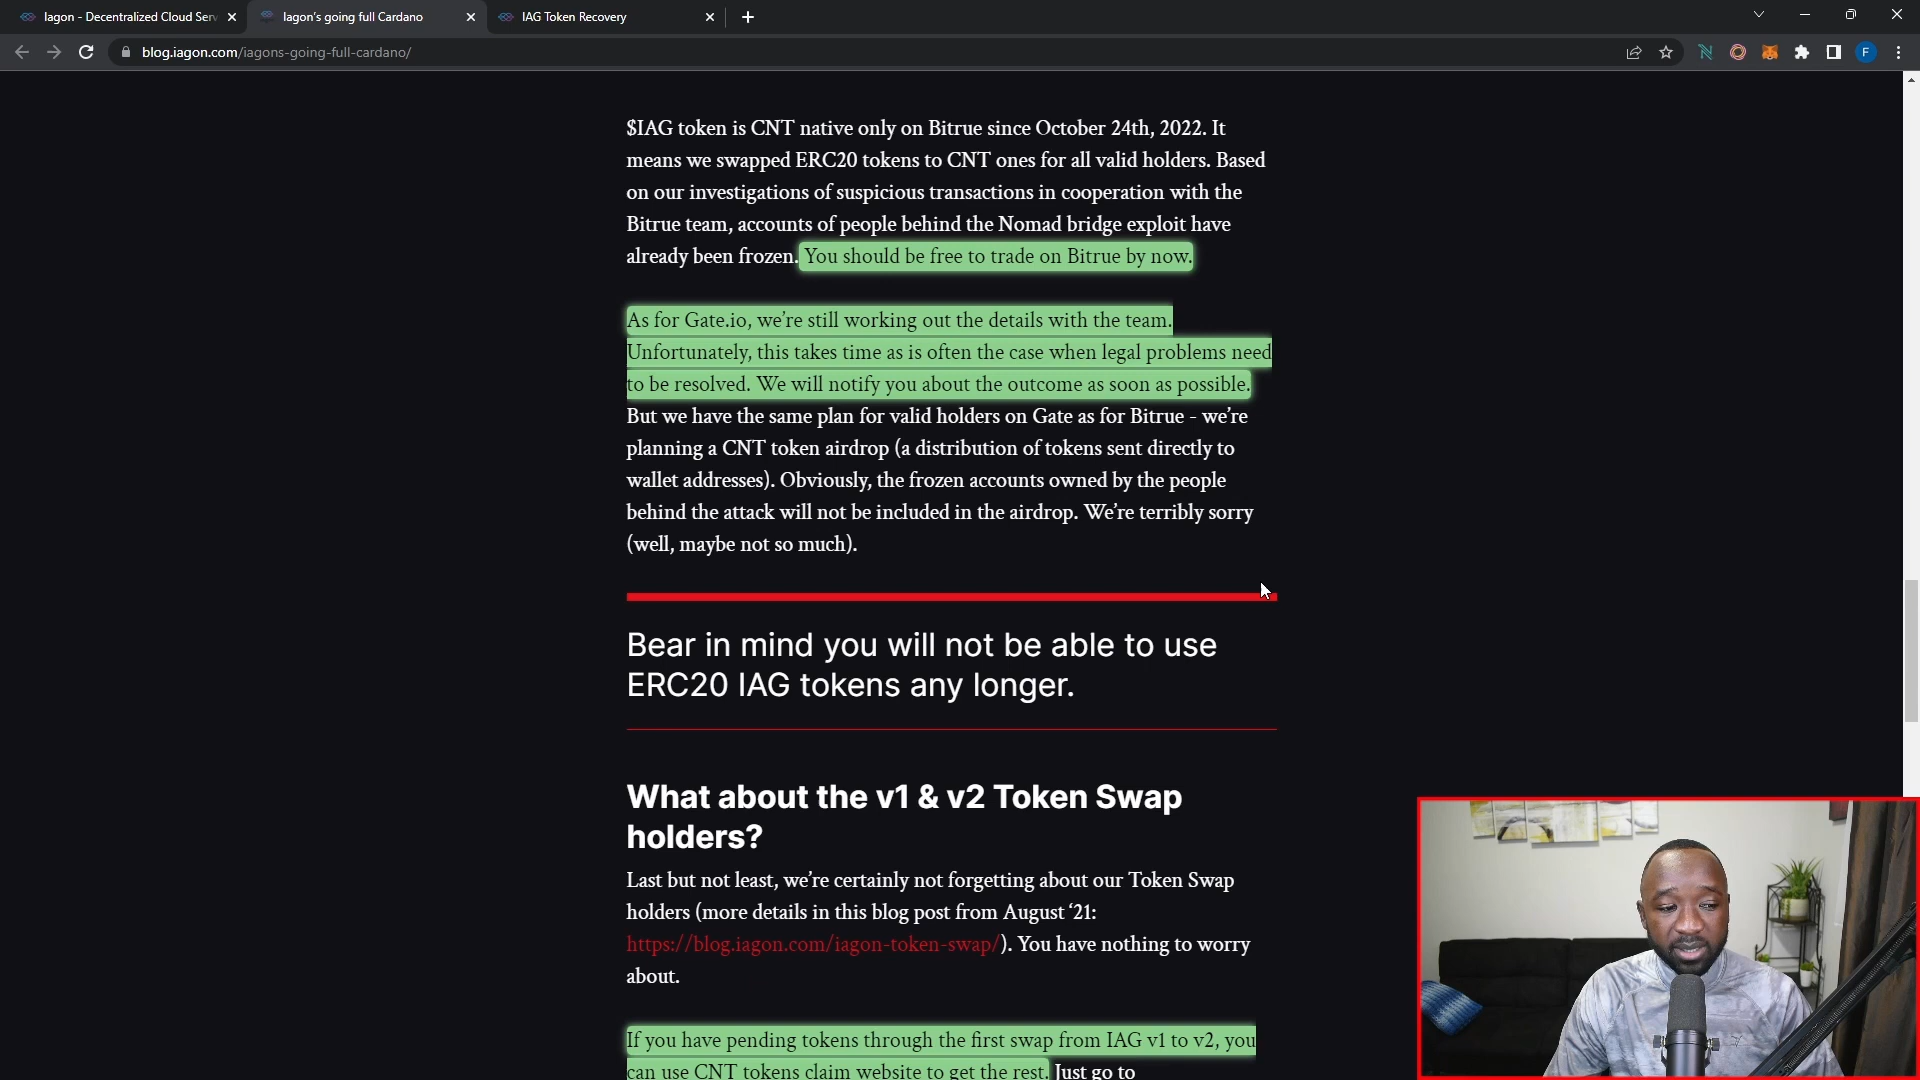 Iagon - Decentralized Cloud Serv
Iagon's going full Cardano
IAG Token Recovery
blog.iagon.com/iagons-going-full-cardano/
F
$IAG token is CNT native only on Bitrue since October 24th, 2022. It
means we swapped ERC20 tokens to CNT ones for all valid holders. Based
on our investigations of suspicious transactions in cooperation with the
Bitrue team, accounts of people behind the Nomad bridge exploit have
already been frozen. You should be free to trade on Bitrue by now.
As for Gate.io, we’re still working out the details with the team.
Unfortunately, this takes time as is often the case when legal problems need
to be resolved. We will notify you about the outcome as soon as possible.
But we have the same plan for valid holders on Gate as for Bitrue - we’re
planning a CNT token airdrop (a distribution of tokens sent directly to
wallet addresses). Obviously, the frozen accounts owned by the people
behind the attack will not be included in the airdrop. We’re terribly sorry
(well, maybe not so much).
Bear in mind you will not be able to use
ERC20 IAG tokens any longer.
What about the v1 & v2 Token Swap
holders?
Last but not least, we’re certainly not forgetting about our Token Swap
holders (more details in this blog post from August ‘21:
https://blog.iagon.com/iagon-token-swap/). You have nothing to worry
about.
If you have pending tokens through the first swap from IAG v1 to v2, you
can use CNT tokens claim website to get the rest. Just go to